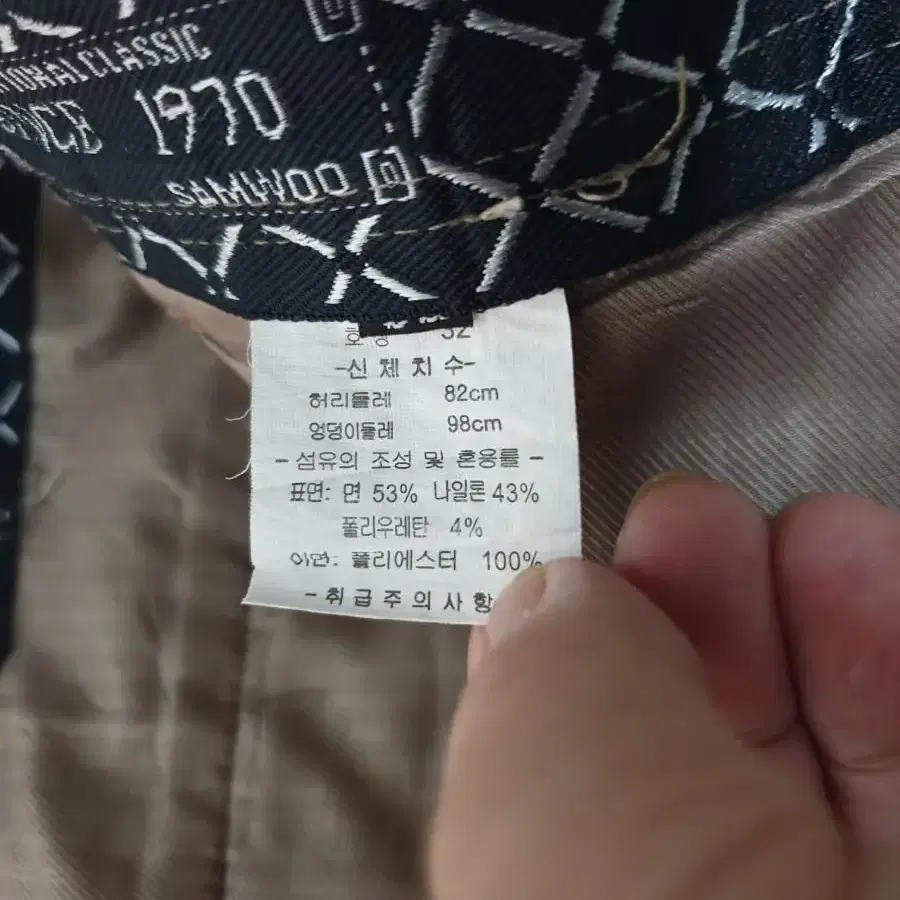 TIONAL CLASSIC
1970
SAMWOO
32
-신체치수-
허리둘레 82cm
엉덩이둘레 98cm
- 섬유의 조성 및 혼용률 -
표면: 면 53% 나일론 43%
폴리우레탄 4%
이면: 폴리에스터 100%
- 취급주의사항